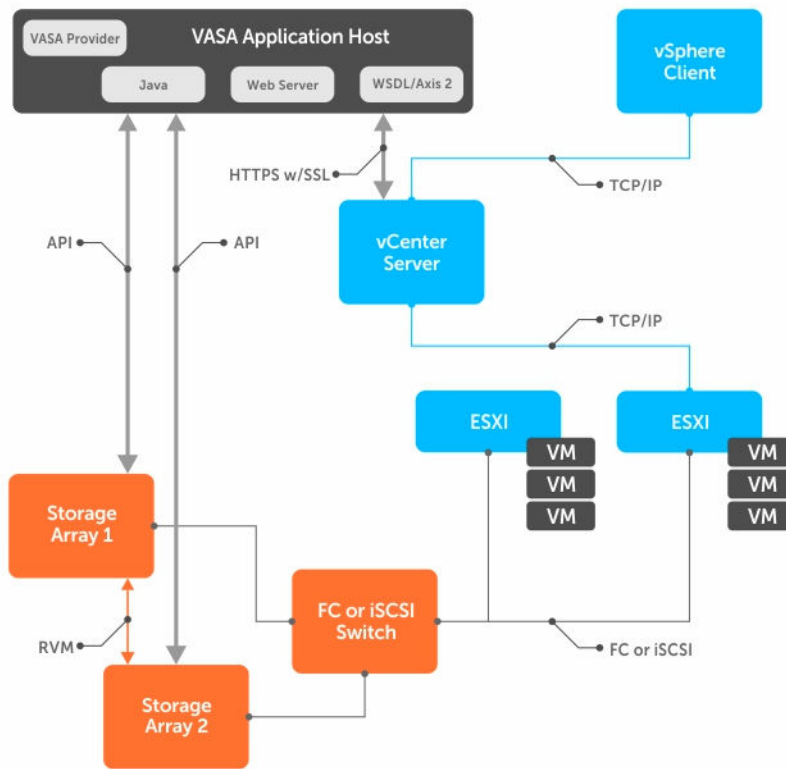 VASA Provider
VASA Application Host
Java
Web Server
WSDL/Axis 2
vSphere
Client
HTTPS w/SSL
TCP/IP
vCenter
Server
API
API
TCP/IP
ESXI
ESXI
VM
VM
VM
VM
VM
VM
Storage
Array 1
FC or iSCSI
Switch
RVM
FC or iSCSI
Storage
Array 2